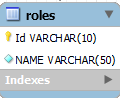 roles
Id VARCHAR(10)
NAME VARCHAR(50)
Indexes